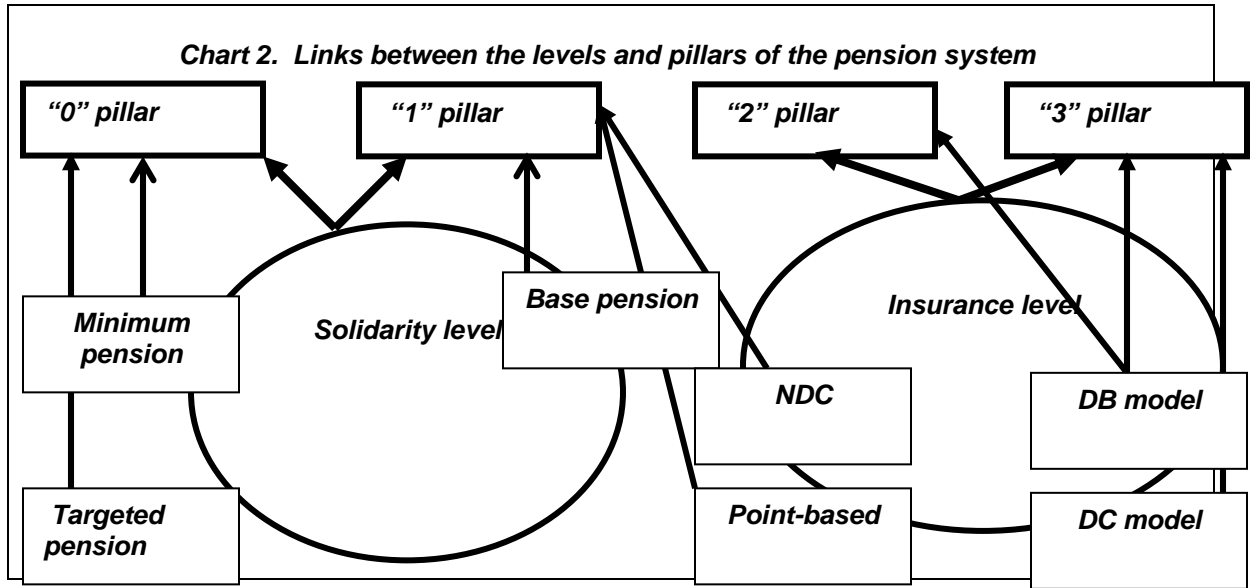 Chart 2. Links between the levels and pillars of the pension system
“0” pillar
“1” pillar
“2” pillar
“3” pillar
Minimum
pension
Solidarity level
Base pension
Insurance level
NDC
DB model
Targeted
pension
Point-based
DC model